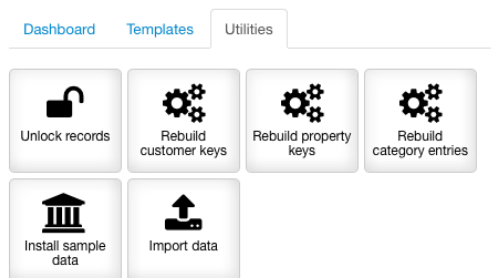 Dashboard Templates Utilities
Unlock records
Rebuild
customer keys
Rebuild property
keys
Rebuild
category entries
Install sample
data
Import data